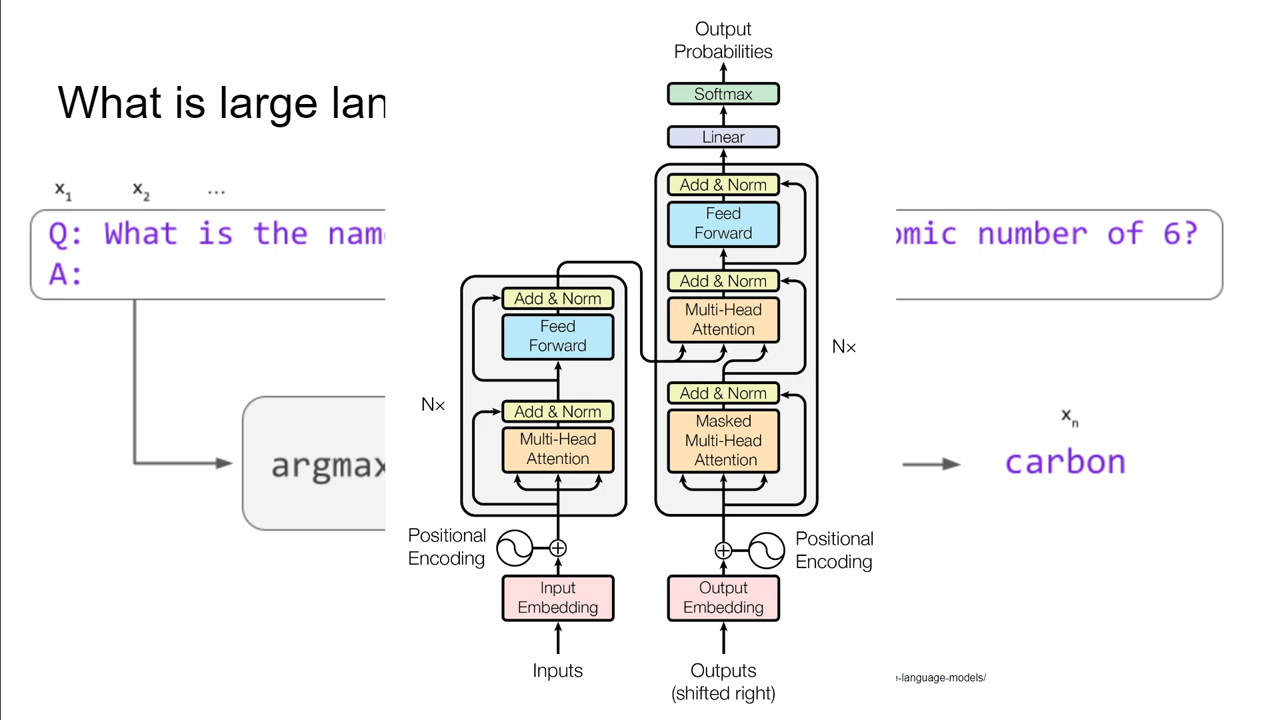 What is large lan
x1 x2 ...
Q: What is the nam
omic number of 6?
A:
argmax
xn
carbon
-language-models/
Output
Probabilities
Softmax
Linear
Add & Norm
Feed
Forward
Add & Norm
Multi-Head
Attention
Add & Norm
Masked
Multi-Head
Attention
N×
Positional
Encoding
Output
Embedding
Outputs
(shifted right)
Add & Norm
Feed
Forward
Add & Norm
Multi-Head
Attention
N×
Positional
Encoding
Input
Embedding
Inputs